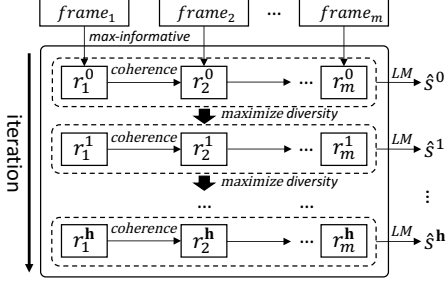 frame₁ frame₂ ... frameₘ
max-informative
r₁⁰ coherence r₂⁰ ... rₘ⁰ LM ŝ⁰
maximize diversity
r₁¹ coherence r₂¹ ... rₘ¹ LM ŝ¹
maximize diversity
... ... ⋮
r₁ʰ coherence r₂ʰ ... rₘʰ LM ŝʰ
iteration